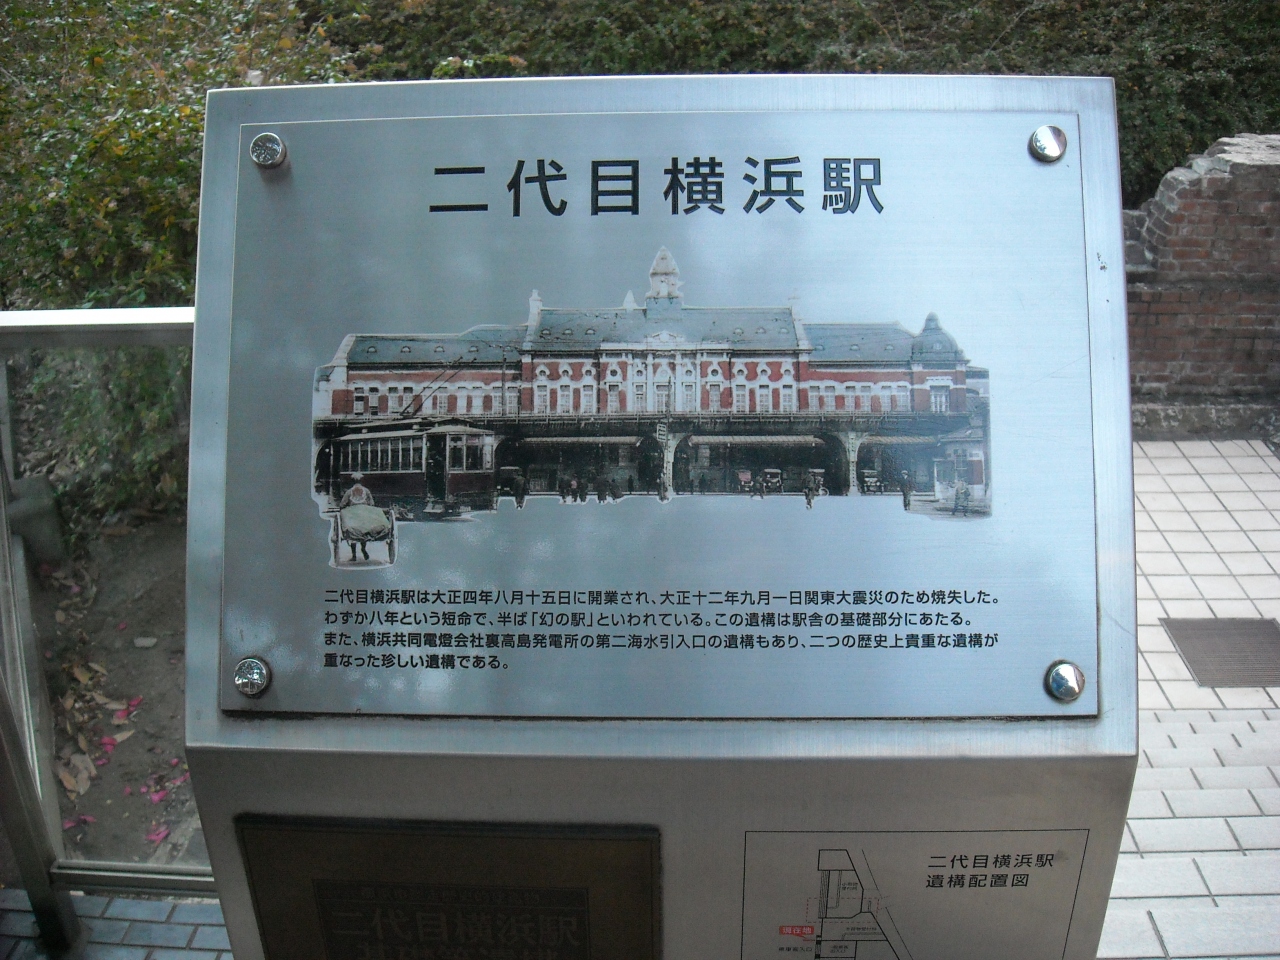 二代目横浜駅
二代目横浜駅は大正四年八月十五日に開業され、大正十二年九月一日関東大震災のため焼失した。
わずか八年という短命で、半ば「幻の駅」といわれている。この遺構は駅舎の基礎部分にあたる。
また、横浜共同電燈会社裏高島発電所の第二海水引入口の遺構もあり、二つの歴史上貴重な遺構が
重なった珍しい遺構である。
二代目横浜駅
二代目横浜駅
遺構配置図
現在地